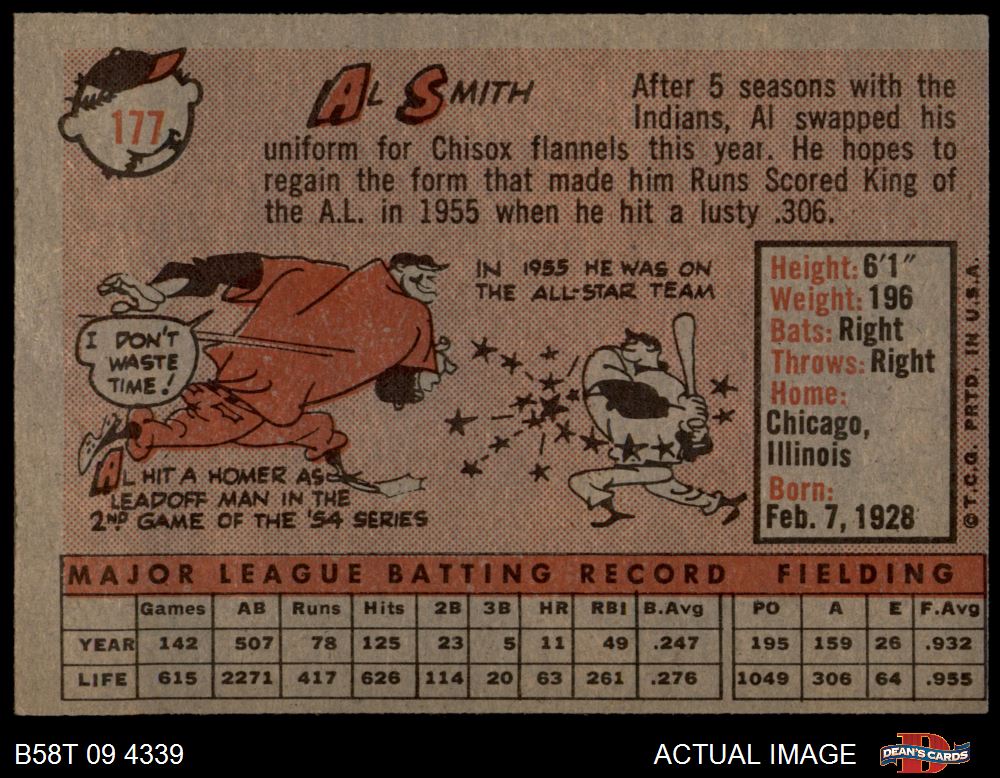 177
AL SMITH
After 5 seasons with the
Indians, Al swapped his
uniform for Chisox flannels this year. He hopes to
regain the form that made him Runs Scored King of
the A.L. in 1955 when he hit a lusty .306.
IN 1955 HE WAS ON
THE ALL-STAR TEAM
I DON'T
WASTE
TIME!
AL HIT A HOMER AS
LEADOFF MAN IN THE
2ND GAME OF THE '54 SERIES
Height: 6'1"
Weight: 196
Bats: Right
Throws: Right
Home:
Chicago,
Illinois
Born:
Feb. 7, 1928
© T.C.G. PRTD. IN U.S.A.
MAJOR LEAGUE BATTING RECORD FIELDING
Games AB Runs Hits 2B 3B HR RBI B.Avg PO A E F.Avg
YEAR 142 507 78 125 23 5 11 49 .247 195 159 26 .932
LIFE 615 2271 417 626 114 20 63 261 .276 1049 306 64 .955
B58T 09 4339 ACTUAL IMAGE DEAN'S CARDS